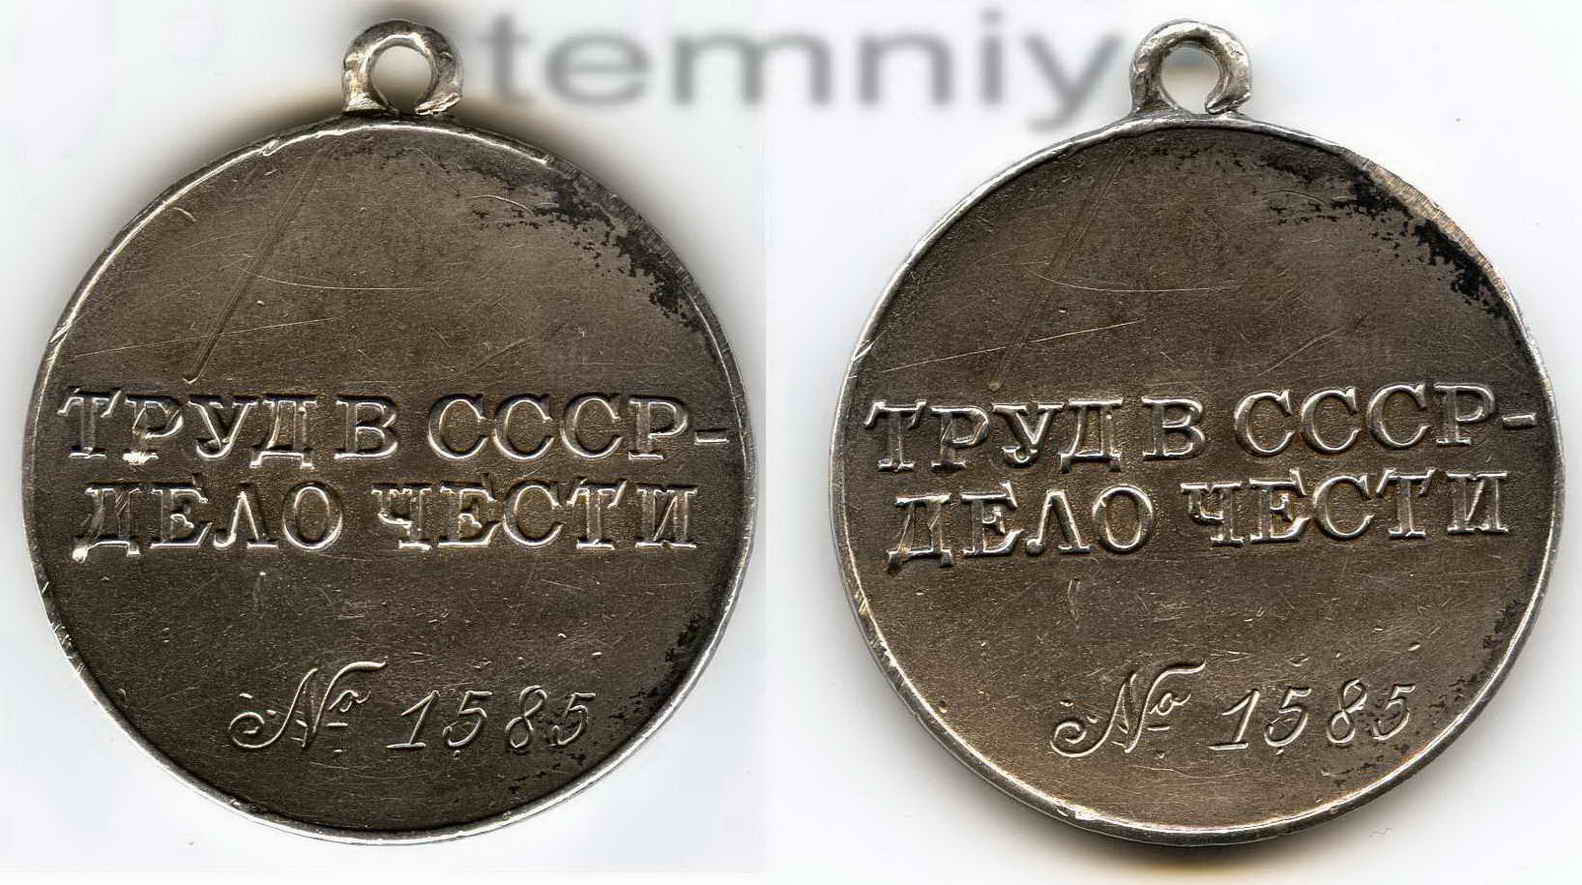 temniy
ТРУД В СССР-
ДЕЛО ЧЕСТИ
№ 1585
ТРУД В СССР-
ДЕЛО ЧЕСТИ
№ 1585